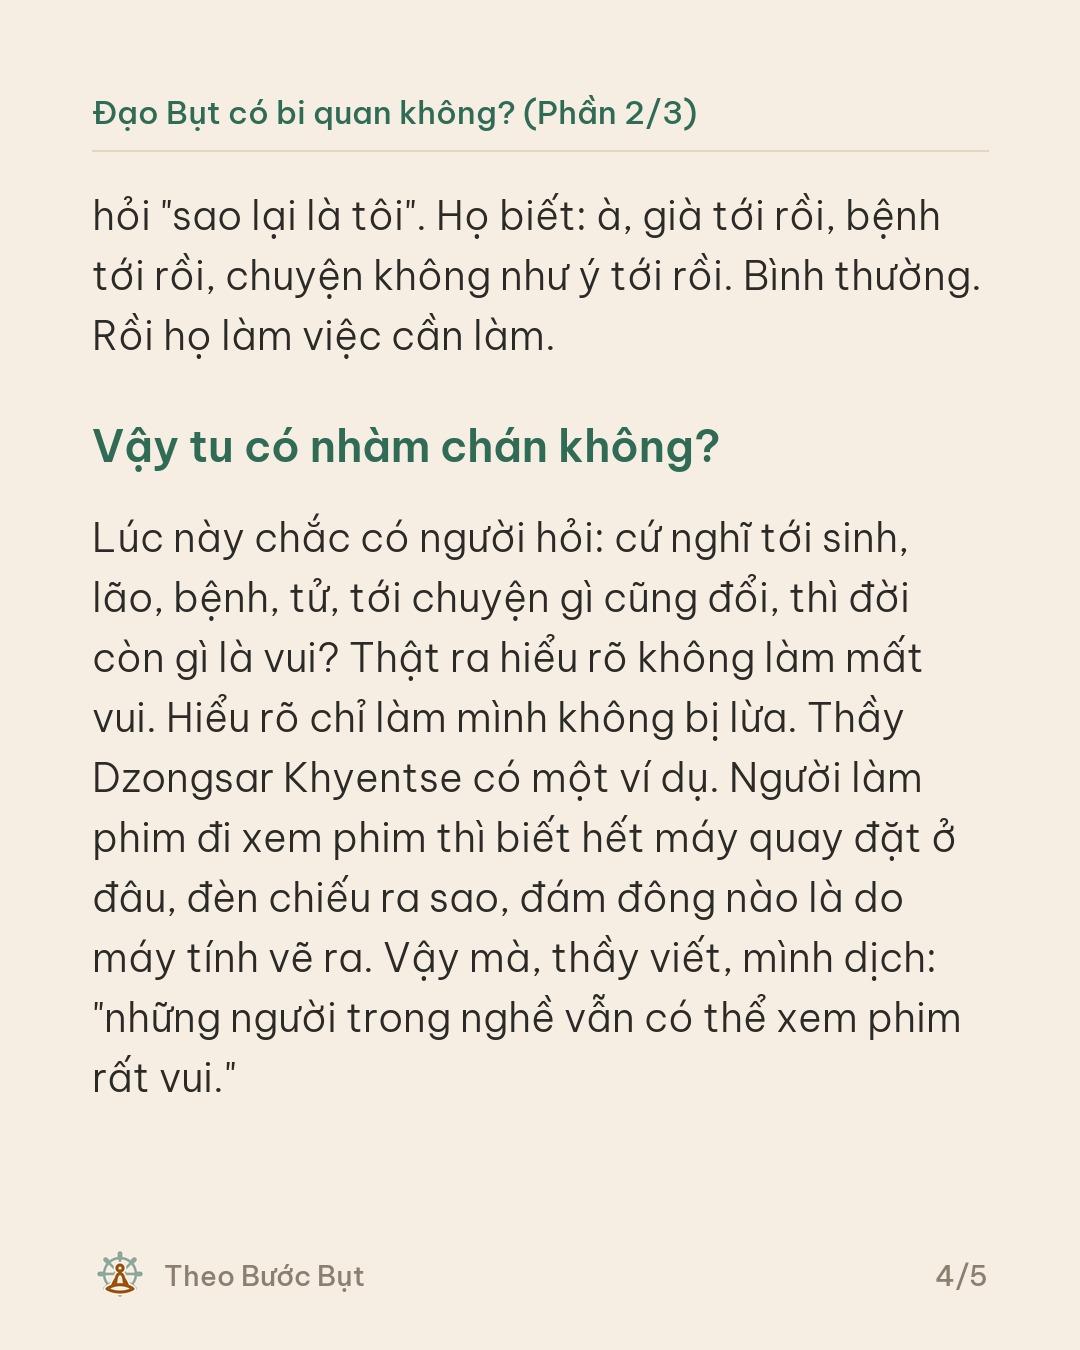 Đạo Bụt có bi quan không? (Phần 2/3)
hỏi "sao lại là tôi". Họ biết: à, già tới rồi, bệnh
tới rồi, chuyện không như ý tới rồi. Bình thường.
Rồi họ làm việc cần làm.
Vậy tu có nhàm chán không?
Lúc này chắc có người hỏi: cứ nghĩ tới sinh,
lão, bệnh, tử, tới chuyện gì cũng đổi, thì đời
còn gì là vui? Thật ra hiểu rõ không làm mất
vui. Hiểu rõ chỉ làm mình không bị lừa. Thầy
Dzongsar Khyentse có một ví dụ. Người làm
phim đi xem phim thì biết hết máy quay đặt ở
đâu, đèn chiếu ra sao, đám đông nào là do
máy tính vẽ ra. Vậy mà, thầy viết, mình dịch:
"những người trong nghề vẫn có thể xem phim
rất vui."
Theo Bước Bụt
4/5